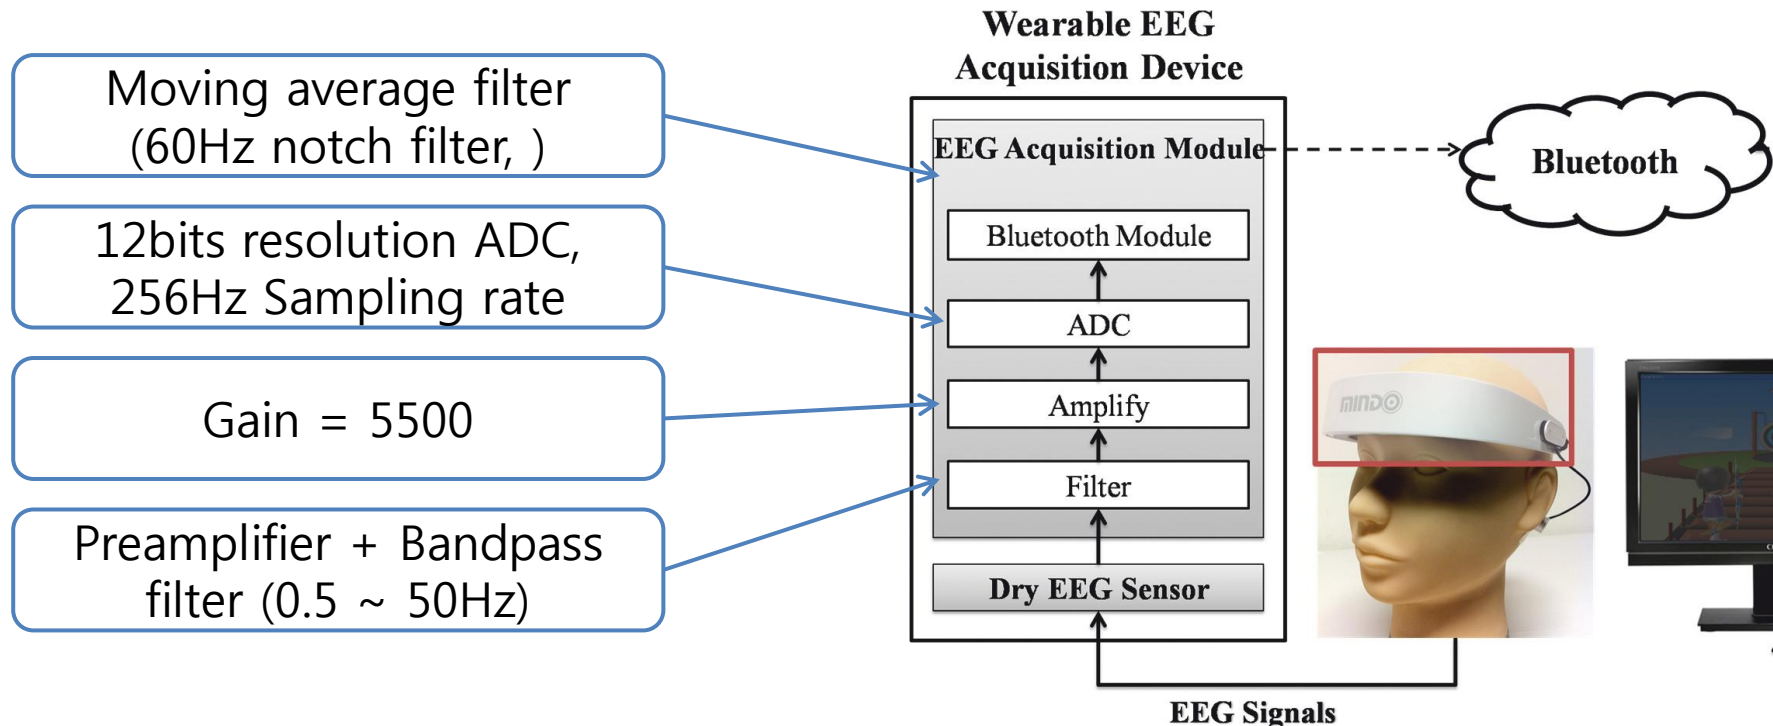 Wearable EEG
Acquisition Device
Moving average filter
(60Hz notch filter, )
12bits resolution ADC,
256Hz Sampling rate
Gain = 5500
Preamplifier + Bandpass
filter (0.5 ~ 50Hz)
EEG Acquisition Module
Bluetooth Module
ADC
Amplify
Filter
Dry EEG Sensor
EEG Signals
Bluetooth
MINDO